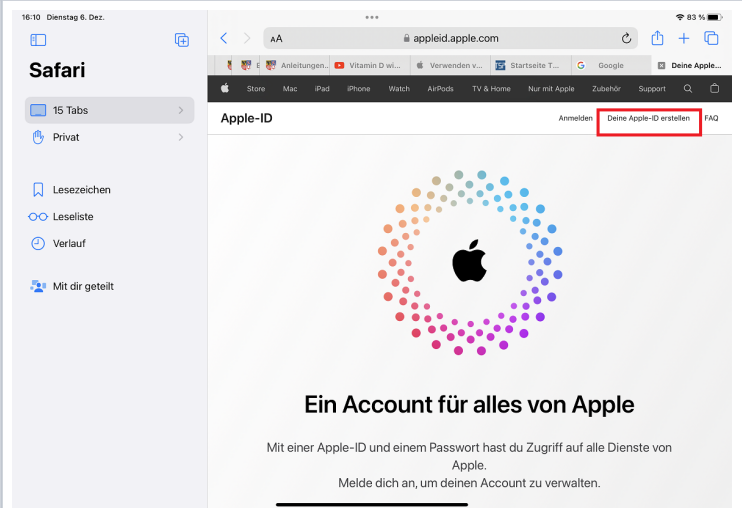 16:10 Dienstag 6. Dez.
83 %
Safari
15 Tabs
Privat
Lesezeichen
Leseliste
Verlauf
Mit dir geteilt
AA
appleid.apple.com
E
Anleitungen..
Vitamin D wi...
Verwenden v...
Startseite T...
Google
Deine Apple...
Store Mac iPad iPhone Watch AirPods TV & Home Nur mit Apple Zubehör Support
Apple-ID
Anmelden Deine Apple-ID erstellen FAQ
Ein Account für alles von Apple
Mit einer Apple-ID und einem Passwort hast du Zugriff auf alle Dienste von
Apple.
Melde dich an, um deinen Account zu verwalten.